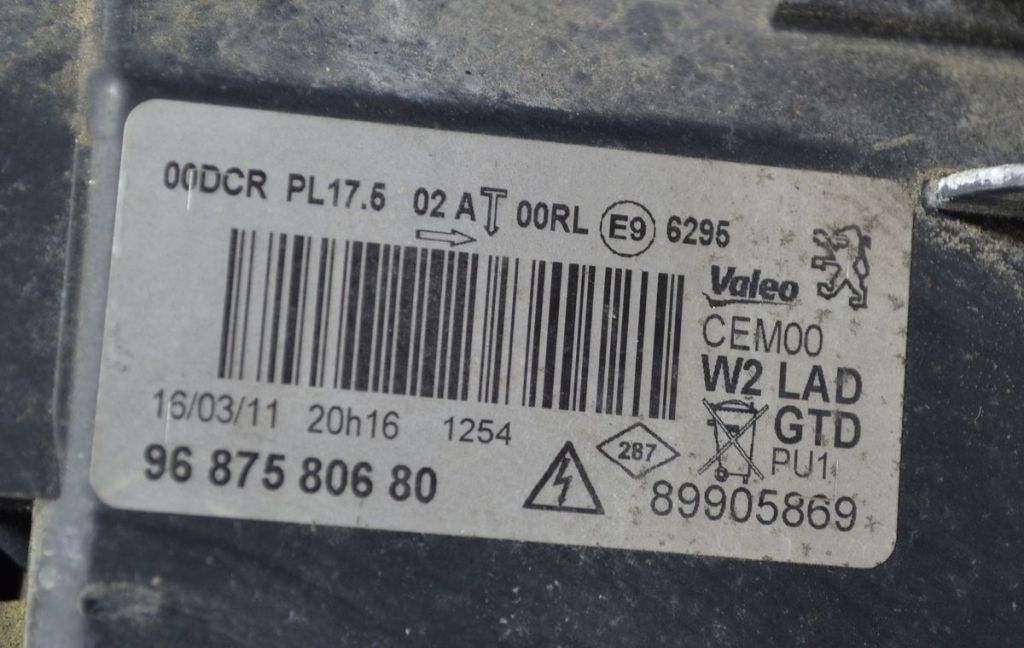 00DCR PL17.5 02 A 00RL E9 6295
Valeo
CEM00
W2 LAD
GTD
PU1
16/03/11 20h16 1254
287
96 875 806 80
89905869